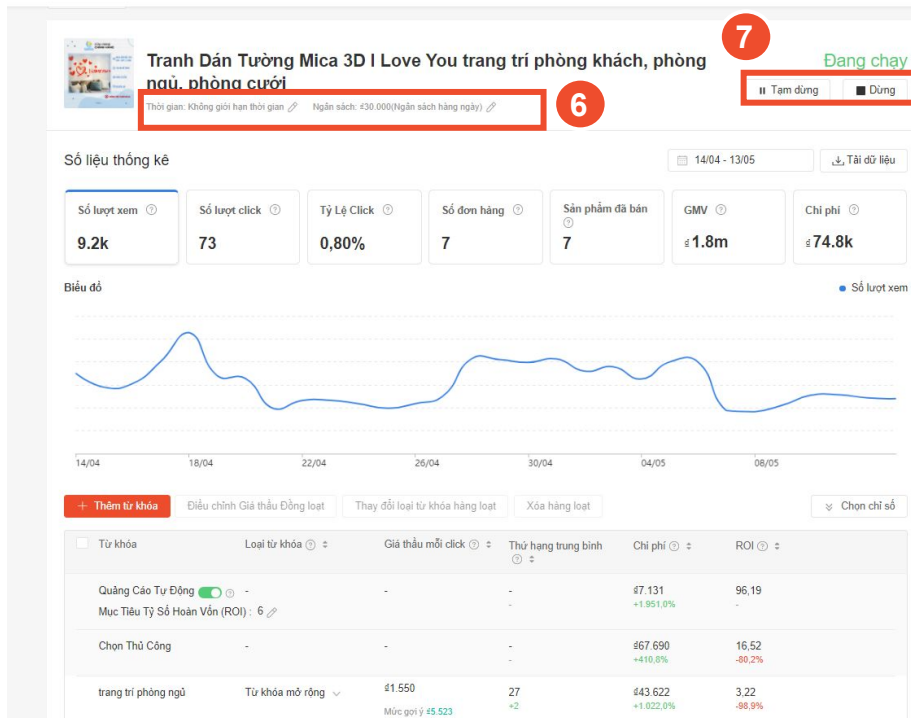 7
Tranh Dán Tường Mica 3D I Love You trang trí phòng khách, phòng
ngủ, phòng cưới
Đang chạy
Tạm dừng
Dừng
Thời gian: Không giới hạn thời gian
Ngân sách: ₫30.000(Ngân sách hàng ngày)
6
Số liệu thống kê
14/04 - 13/05
Tải dữ liệu
Số lượt xem
9.2k
Số lượt click
73
Tỷ Lệ Click
0,80%
Số đơn hàng
7
Sản phẩm đã bán
7
GMV
₫1.8m
Chi phí
₫74.8k
Biểu đồ
Số lượt xem
14/04 18/04 22/04 26/04 30/04 04/05 08/05
+ Thêm từ khóa
Điều chỉnh Giá thầu Đồng loạt
Thay đổi loại từ khóa hàng loạt
Xóa hàng loạt
Chọn chỉ số
Từ khóa
Loại từ khóa
Giá thầu mỗi click
Thứ hạng trung bình
Chi phí
ROI
Quảng Cáo Tự Động - - - ₫7.131 96,19
Mục Tiêu Tỷ Số Hoàn Vốn (ROI) : 6 - +1.951,0% -
Chọn Thủ Công - - - ₫67.690 16,52
- +410,8% -80,2%
trang trí phòng ngủ Từ khóa mở rộng ₫1.550 27 ₫43.622 3,22
+2 +1.022,0% -98,9%
Mức gợi ý ₫5.523